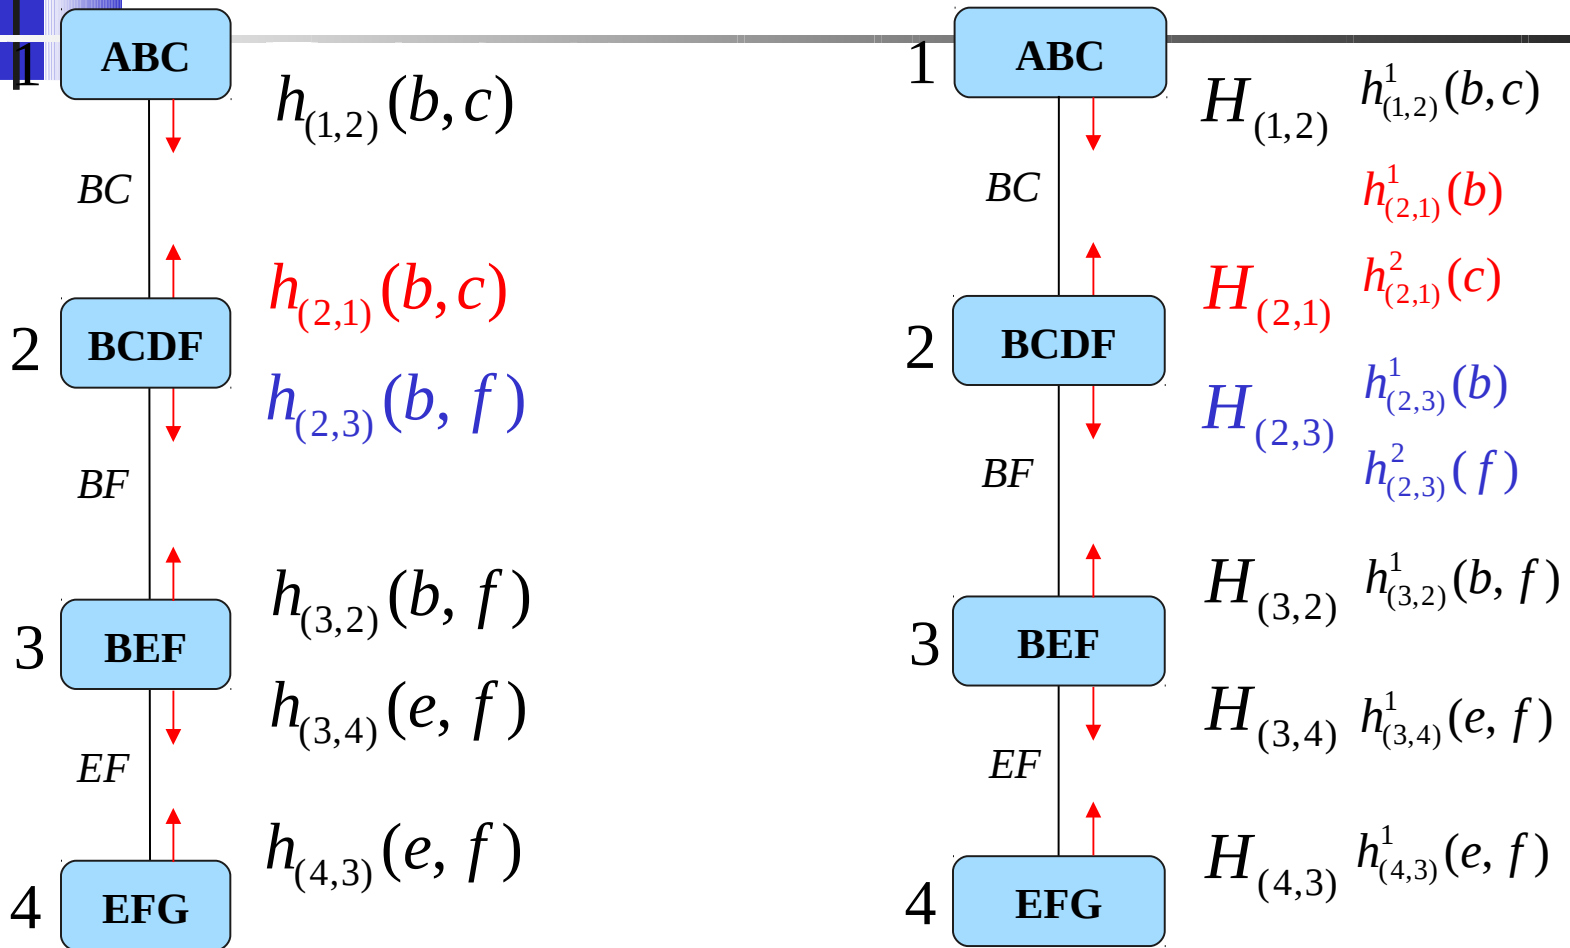 1
ABC
h(1,2)(b,c)
BC
h(2,1)(b,c)
2
BCDF
h(2,3)(b, f)
BF
h(3,2)(b, f)
3
BEF
h(3,4)(e, f)
EF
h(4,3)(e, f)
4
EFG
1
ABC
H(1,2) h¹(1,2)(b,c)
BC
h¹(2,1)(b)
H(2,1) h²(2,1)(c)
2
BCDF
H(2,3) h¹(2,3)(b)
h²(2,3)(f)
BF
H(3,2) h¹(3,2)(b, f)
3
BEF
H(3,4) h¹(3,4)(e, f)
EF
H(4,3) h¹(4,3)(e, f)
4
EFG